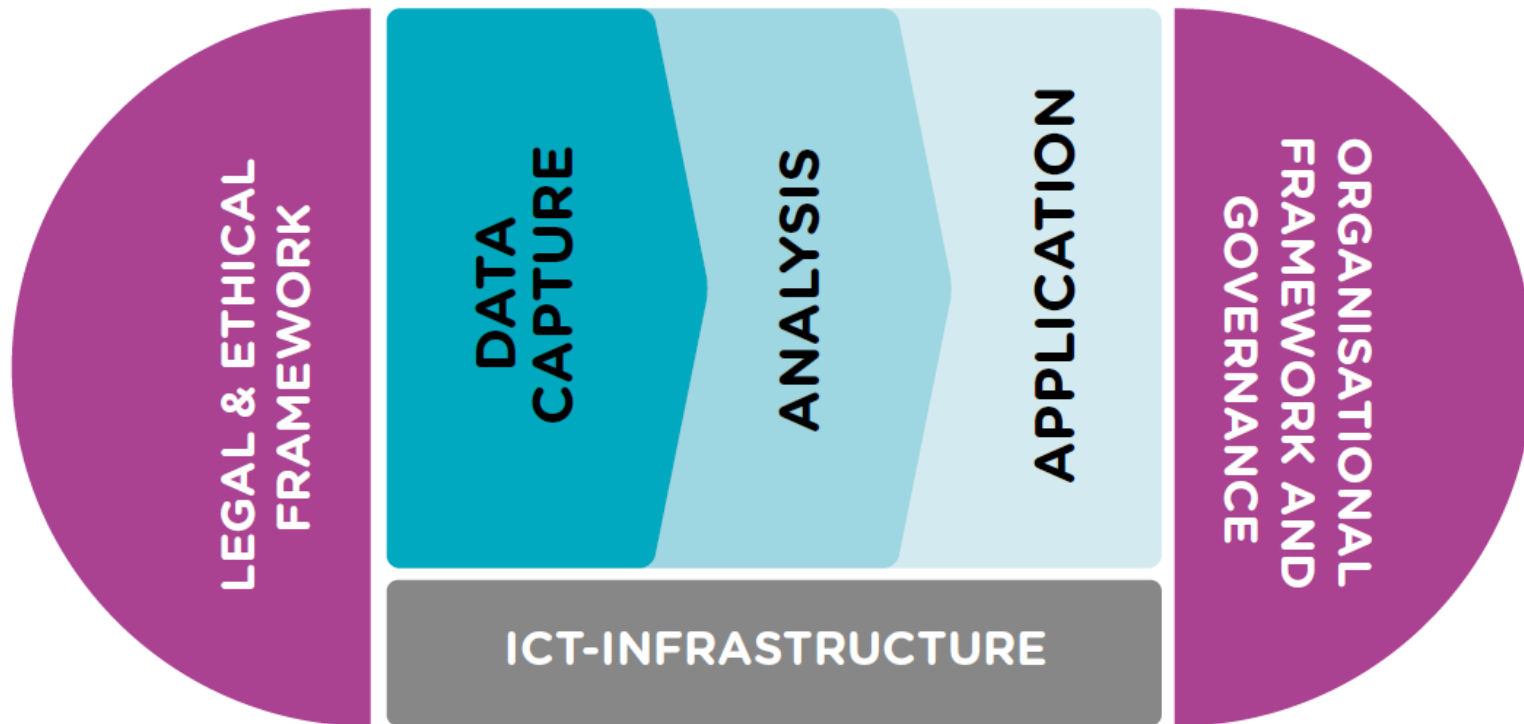 LEGAL & ETHICAL
FRAMEWORK
DATA
CAPTURE
ANALYSIS
APPLICATION
ORGANISATIONAL
FRAMEWORK AND
GOVERNANCE
ICT-INFRASTRUCTURE